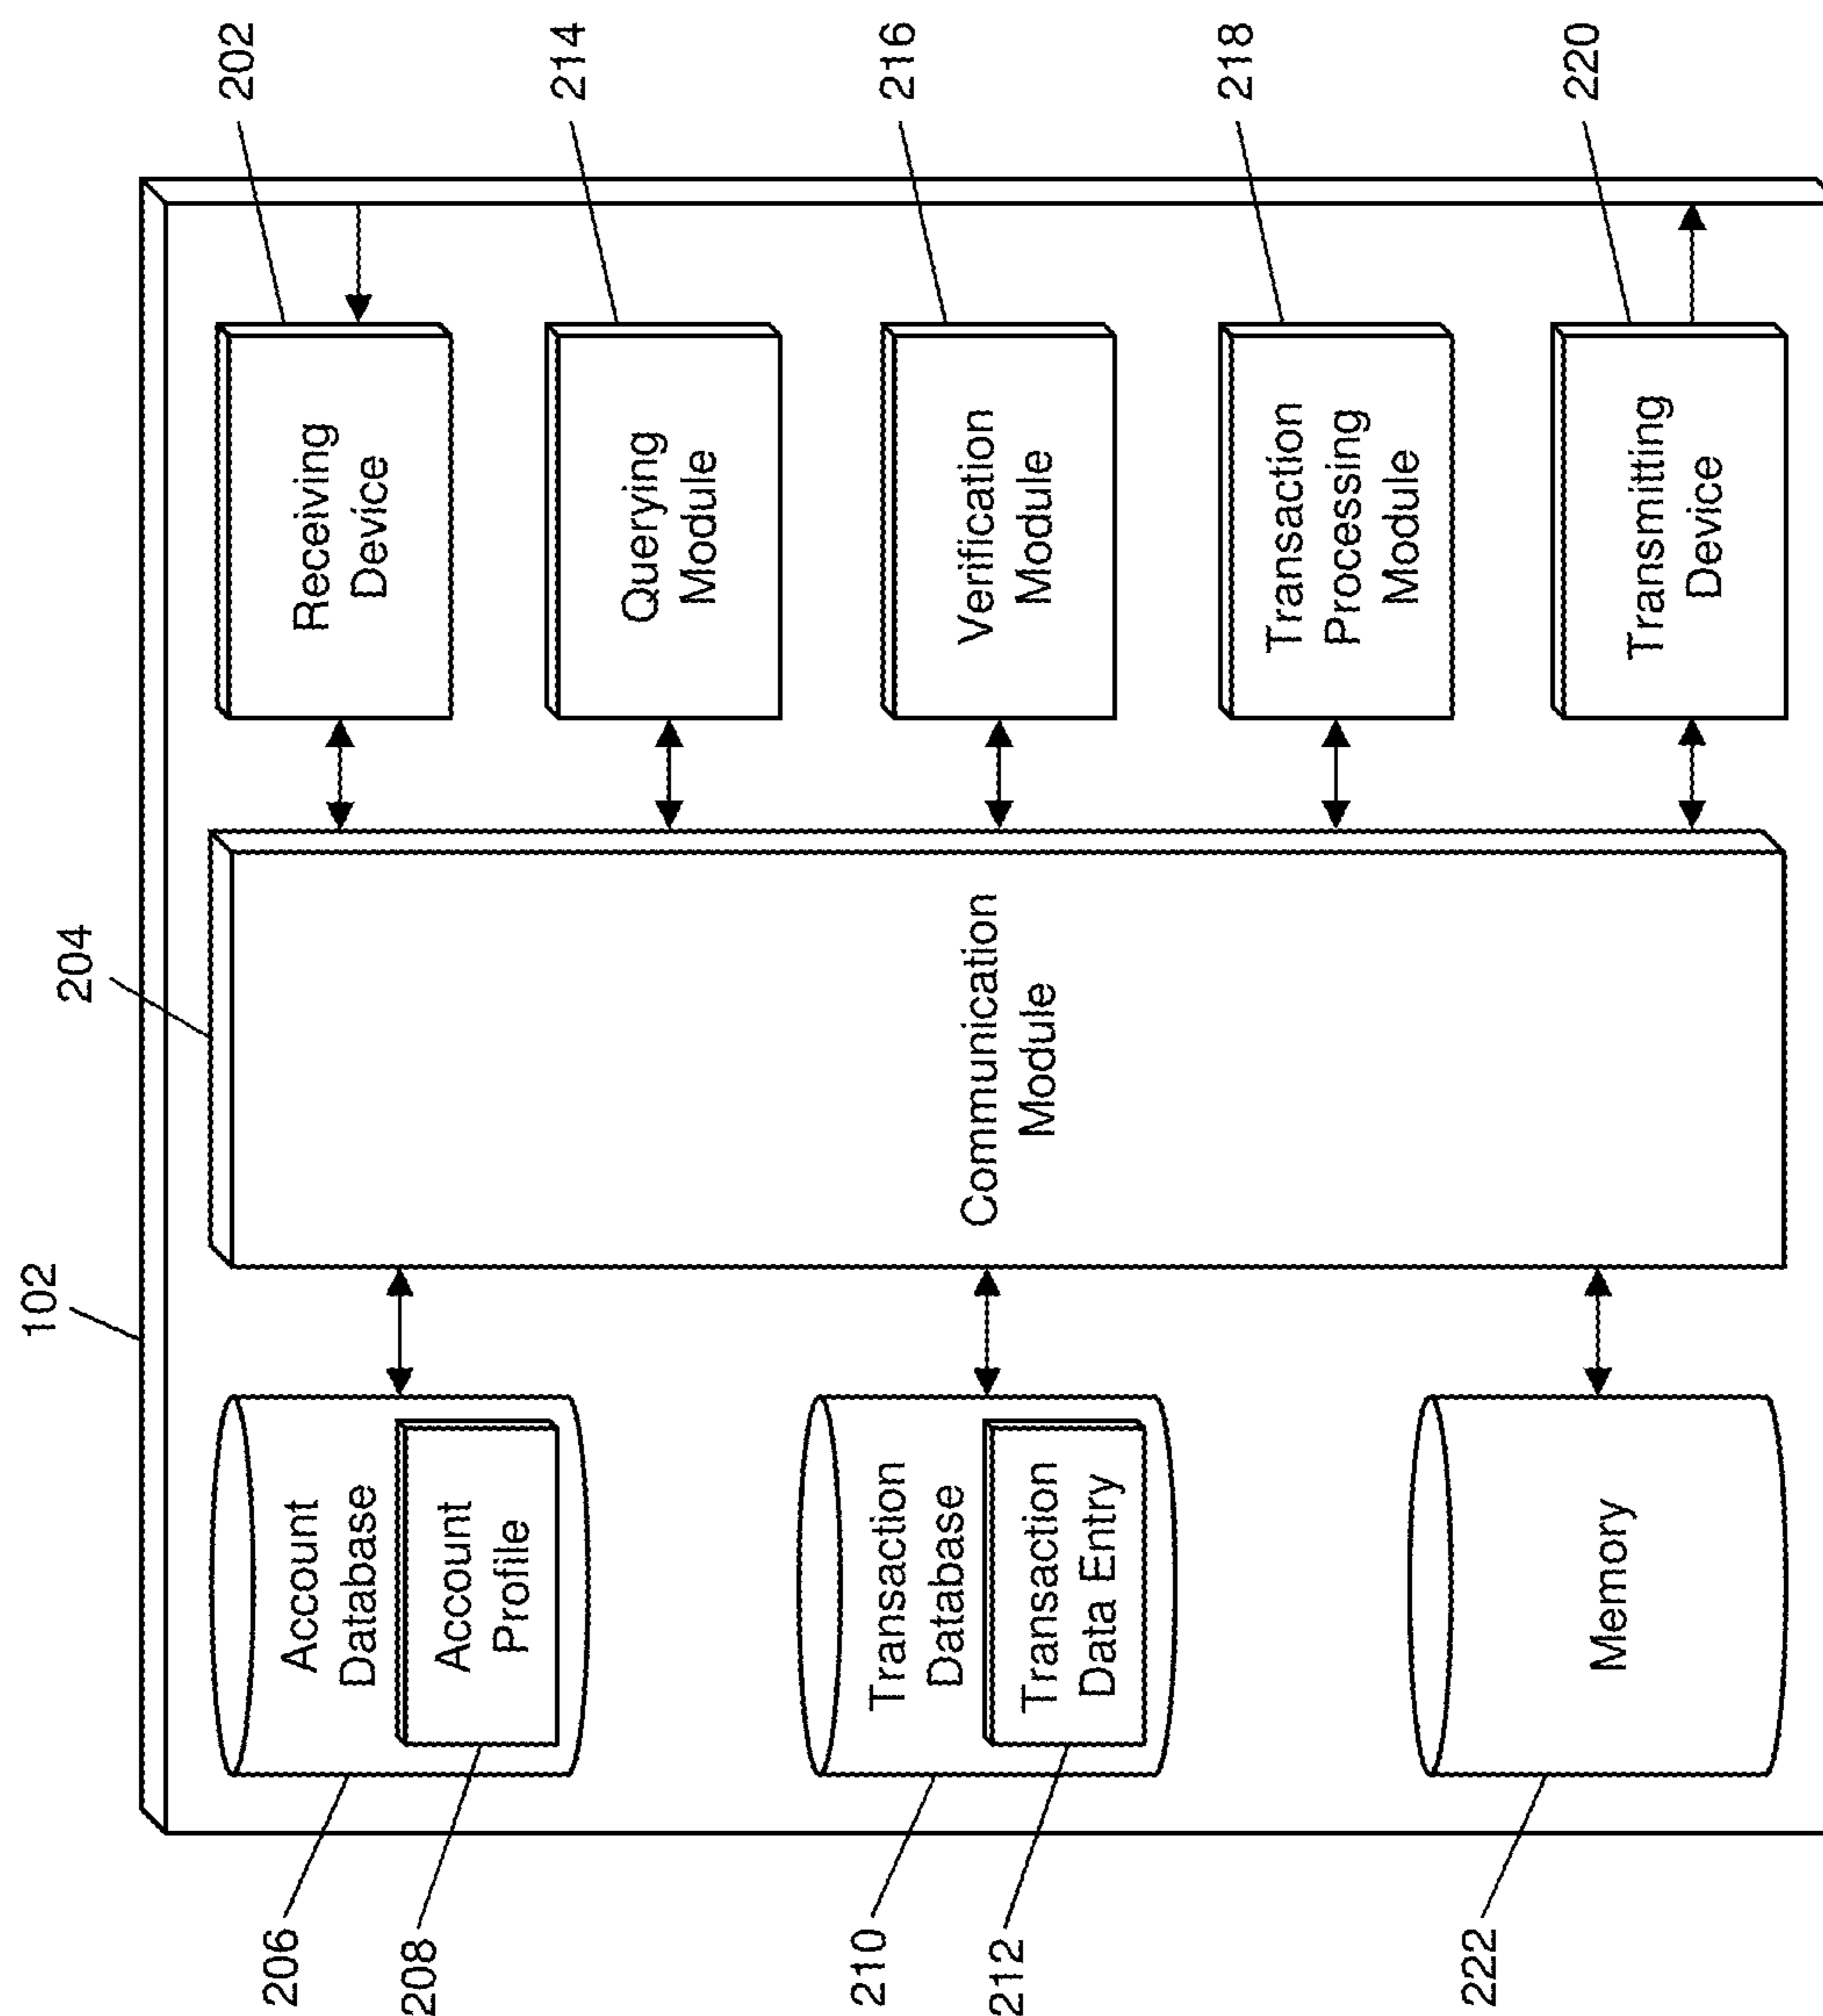 102
204
202
214
216
218
220
206
208
210
212
222
Account
Database
Account
Profile
Transaction
Database
Transaction
Data Entry
Memory
Communication
Module
Receiving
Device
Querying
Module
Verification
Module
Transaction
Processing
Module
Transmitting
Device